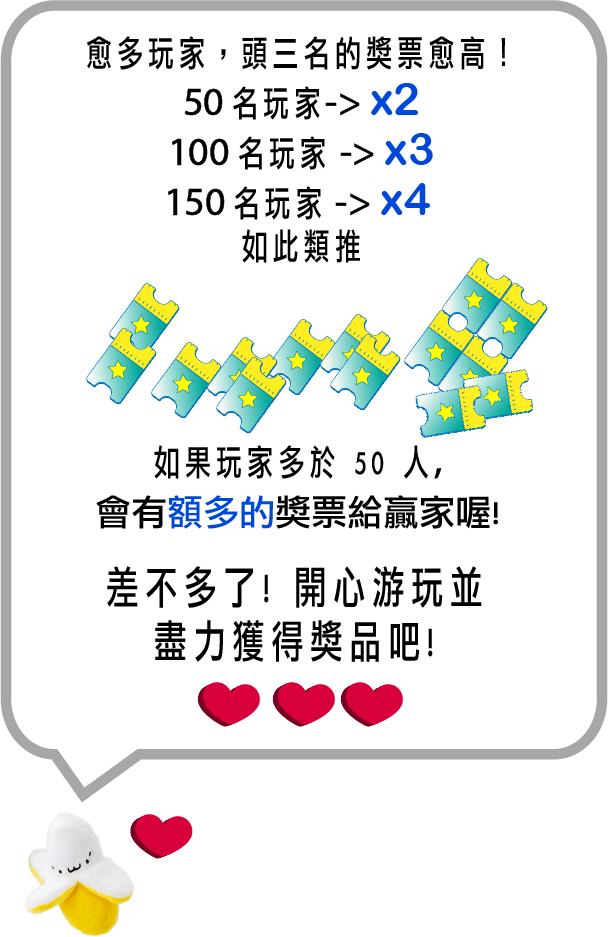 愈多玩家，頭三名的獎票愈高！
50 名玩家-> x2
100 名玩家 -> x3
150 名玩家 -> x4
如此類推
如果玩家多於 50 人,
會有額多的獎票給贏家喔!
差不多了! 開心游玩並
盡力獲得獎品吧!